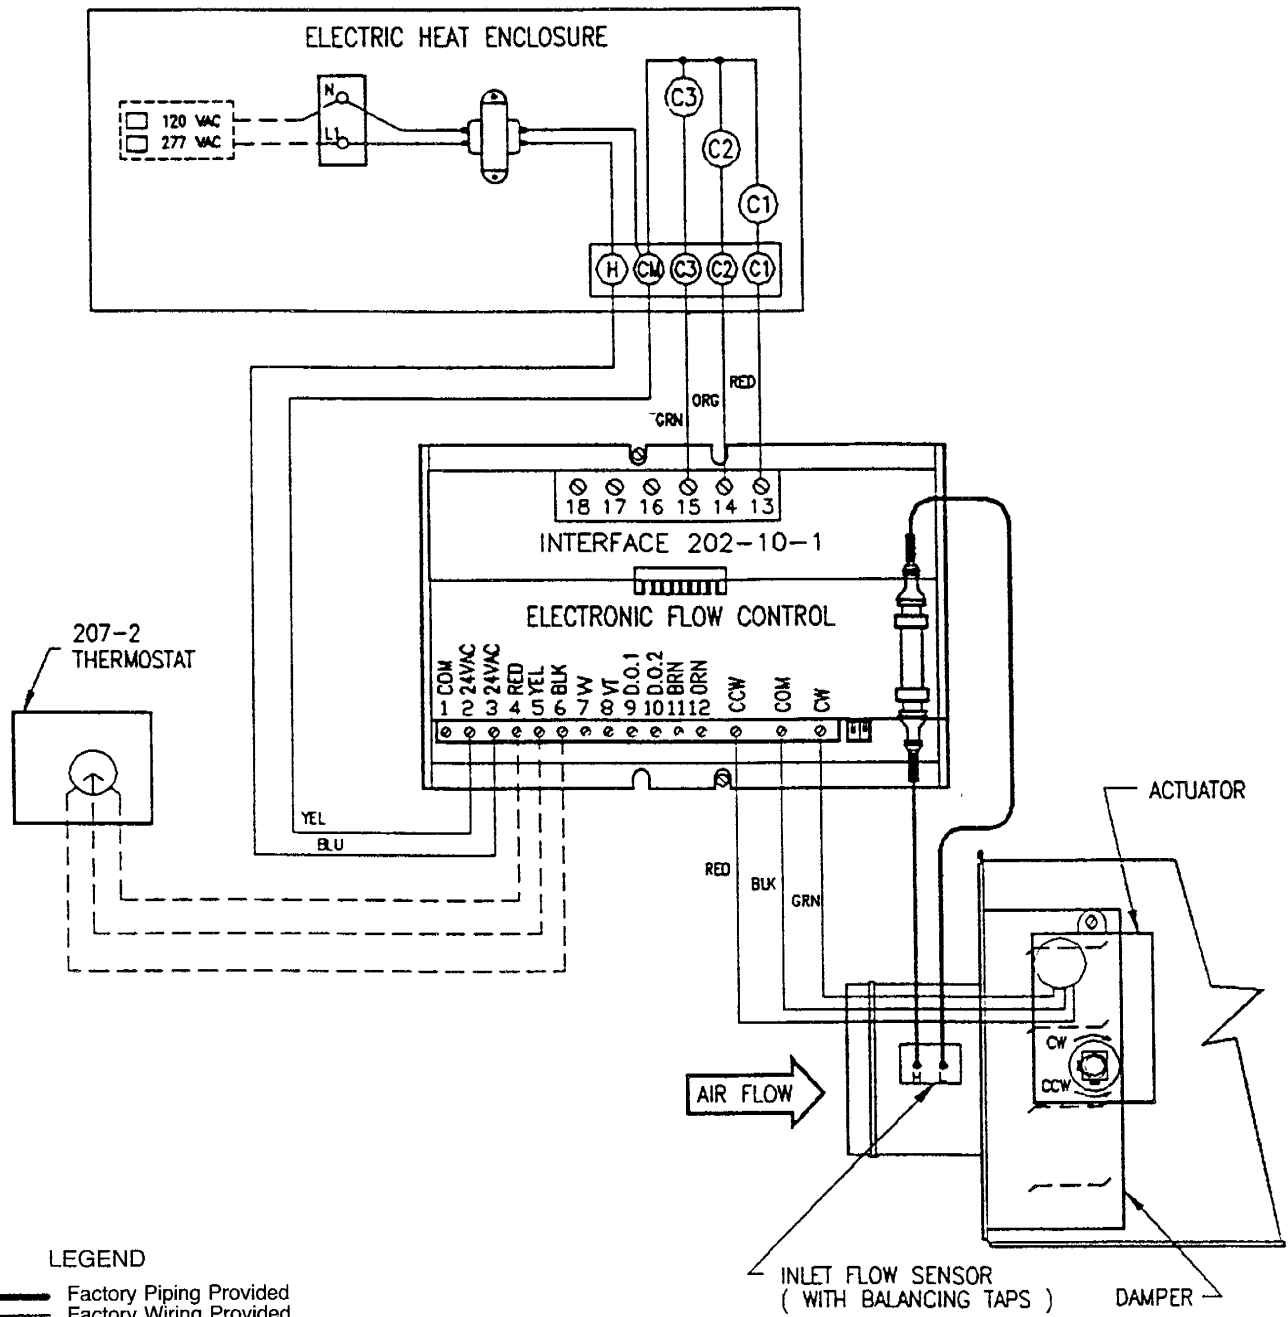 ELECTRIC HEAT ENCLOSURE
N
120 VAC
L1
277 VAC
C3
C2
C1
H CM C3 C2 C1
RED
ORG
GRN
18 17 16 15 14 13
INTERFACE 202-10-1
ELECTRONIC FLOW CONTROL
207-2
THERMOSTAT
COM 24VAC 24VAC RED YEL BLK W VT D.O.1 D.O.2 BRN ORN CCW COM CW
1 2 3 4 5 6 7 8 9 10 11 12
ACTUATOR
YEL
BLU
RED
BLK
GRN
CW
CCW
H L
AIR FLOW
LEGEND
Factory Piping Provided
Factory Wiring Provided
INLET FLOW SENSOR
( WITH BALANCING TAPS )
DAMPER